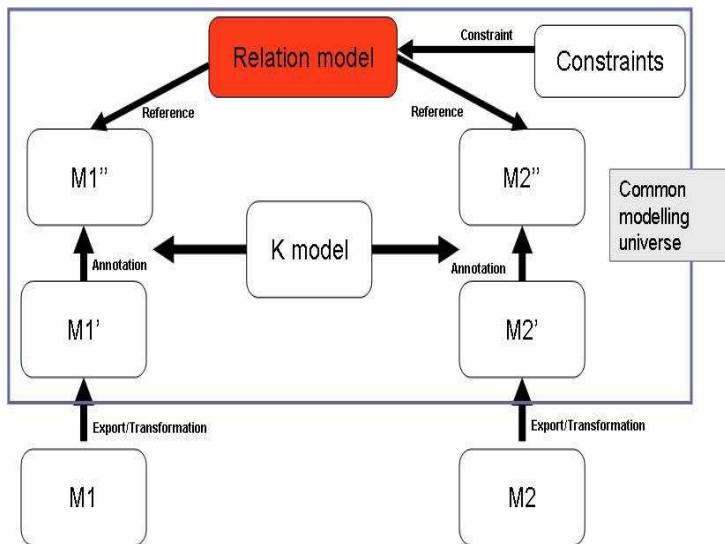 Relation model
Constraint
Constraints
Reference
Reference
M1”
M2”
Common
modelling
universe
K model
Annotation
Annotation
M1’
M2’
Export/Transformation
Export/Transformation
M1
M2